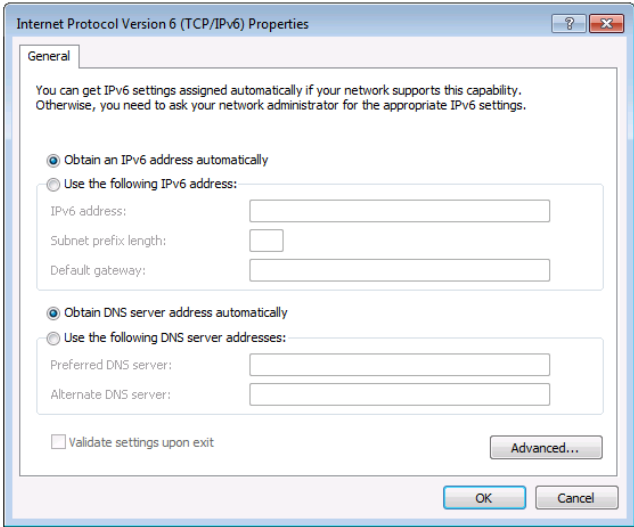 Internet Protocol Version 6 (TCP/IPv6) Properties
General
You can get IPv6 settings assigned automatically if your network supports this capability.
Otherwise, you need to ask your network administrator for the appropriate IPv6 settings.
Obtain an IPv6 address automatically
Use the following IPv6 address:
IPv6 address:
Subnet prefix length:
Default gateway:
Obtain DNS server address automatically
Use the following DNS server addresses:
Preferred DNS server:
Alternate DNS server:
Validate settings upon exit
Advanced...
OK Cancel